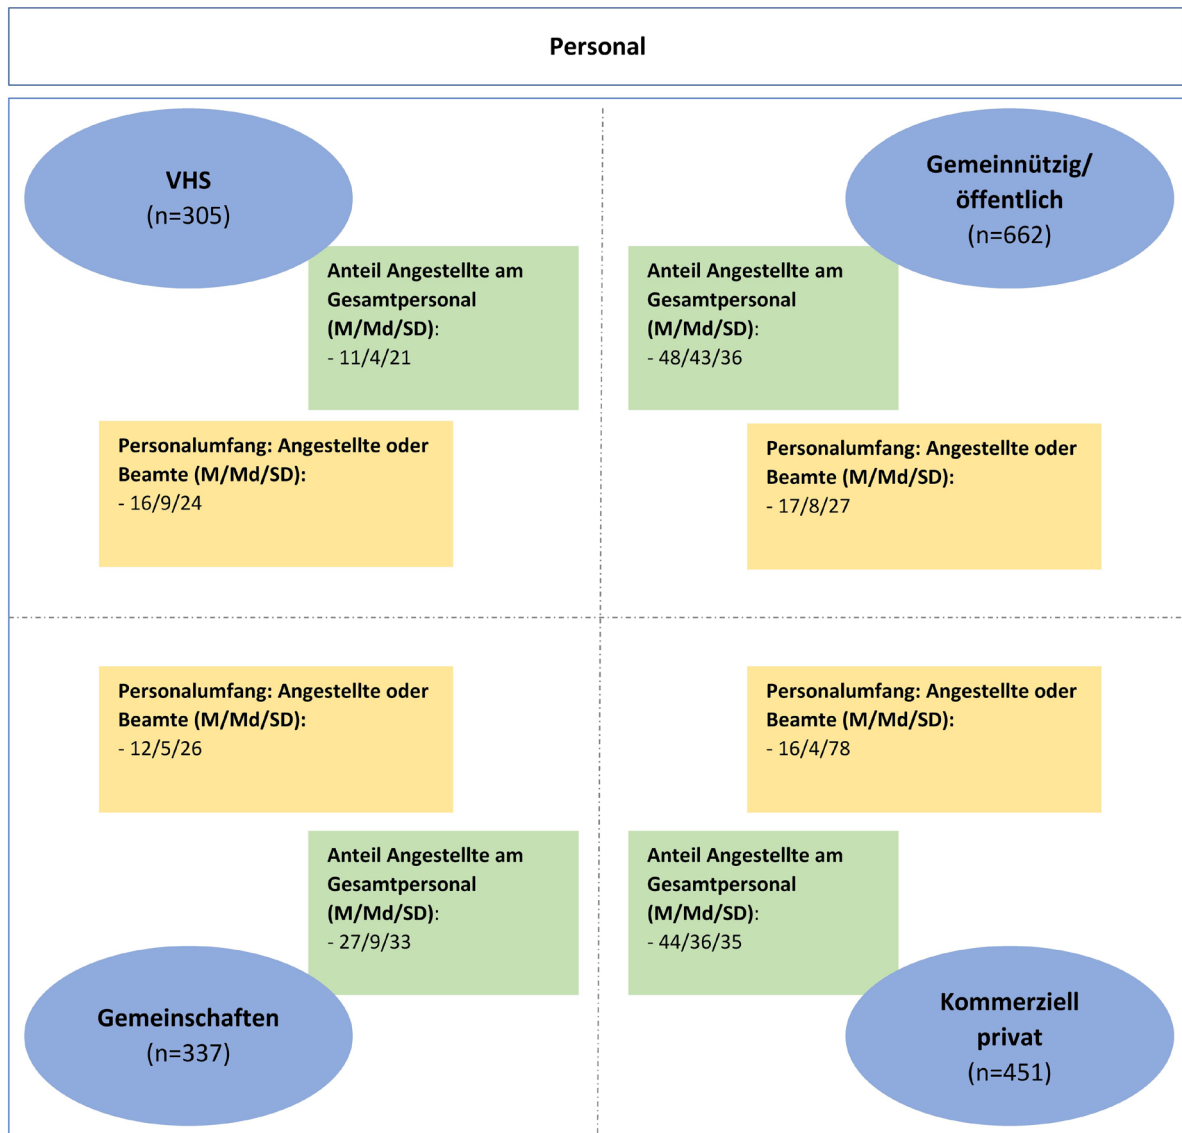 Personal
VHS
(n=305)
Anteil Angestellte am
Gesamtpersonal
(M/Md/SD):
- 11/4/21
Personalumfang: Angestellte oder
Beamte (M/Md/SD):
- 16/9/24
Gemeinnützig/
öffentlich
(n=662)
Anteil Angestellte am
Gesamtpersonal
(M/Md/SD):
- 48/43/36
Personalumfang: Angestellte oder
Beamte (M/Md/SD):
- 17/8/27
Personalumfang: Angestellte oder
Beamte (M/Md/SD):
- 12/5/26
Anteil Angestellte am
Gesamtpersonal
(M/Md/SD):
- 27/9/33
Gemeinschaften
(n=337)
Personalumfang: Angestellte oder
Beamte (M/Md/SD):
- 16/4/78
Anteil Angestellte am
Gesamtpersonal
(M/Md/SD):
- 44/36/35
Kommerziell
privat
(n=451)